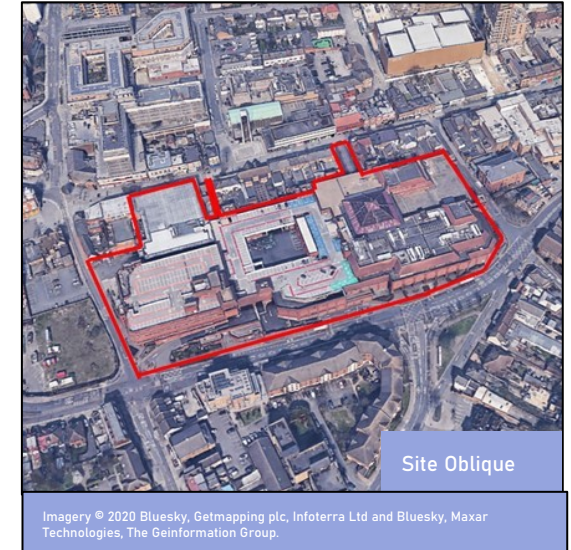 Site Oblique
Imagery © 2020 Bluesky, Getmapping plc, Infoterra Ltd and Bluesky, Maxar
Technologies, The Geinformation Group.